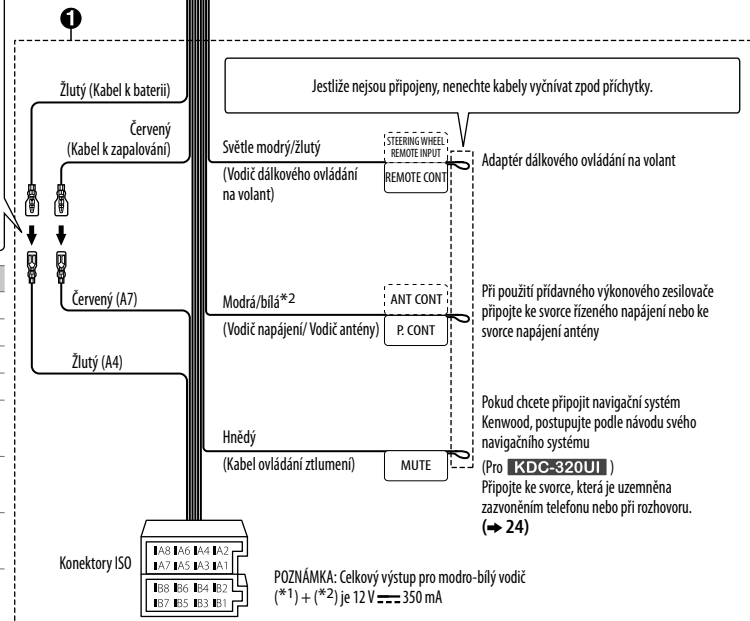 1
Jestliže nejsou připojeny, nenechte kabely vyčnívat zpod příchytky.
Žlutý (Kabel k baterii)
Červený
(Kabel k zapalování)
Světle modrý/žlutý
(Vodič dálkového ovládání
na volant)
STEERING WHEEL
REMOTE INPUT
REMOTE CONT
Adaptér dálkového ovládání na volant
Červený (A7)
Žlutý (A4)
Modrá/bílá*2
(Vodič napájení/ Vodič antény)
ANT CONT
P. CONT
Při použití přídavného výkonového zesilovače
připojte ke svorce řízeného napájení nebo ke
svorce napájení antény
Hnědý
(Kabel ovládání ztlumení)
MUTE
Pokud chcete připojit navigační systém
Kenwood, postupujte podle návodu svého
navigačního systému
(Pro KDC-320UI )
Připojte ke svorce, která je uzemněna
zazvoněním telefonu nebo při rozhovoru.
(➔ 24)
Konektory ISO
A8 A6 A4 A2
A7 A5 A3 A1
B8 B6 B4 B2
B7 B5 B3 B1
POZNÁMKA: Celkový výstup pro modro-bílý vodič
(*1) + (*2) je 12 V ⎓ 350 mA